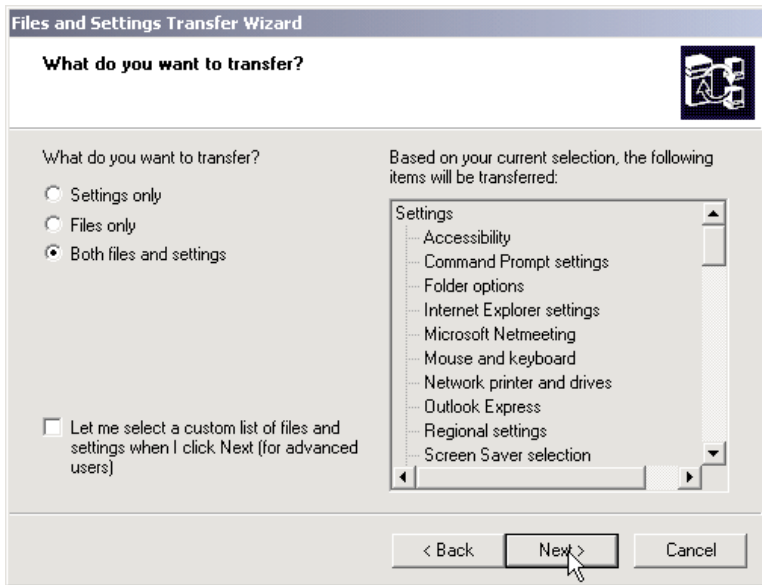 Files and Settings Transfer Wizard
What do you want to transfer?
What do you want to transfer?
Settings only
Files only
Both files and settings
Let me select a custom list of files and
settings when I click Next (for advanced
users)
Based on your current selection, the following
items will be transferred:
Settings
Accessibility
Command Prompt settings
Folder options
Internet Explorer settings
Microsoft Netmeeting
Mouse and keyboard
Network printer and drives
Outlook Express
Regional settings
Screen Saver selection
< Back
Next >
Cancel